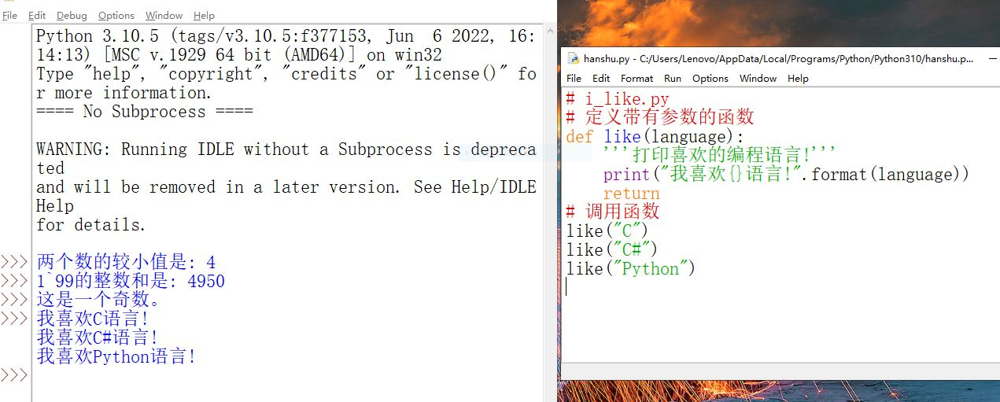 File Edit Debug Options Window Help
Python 3.10.5 (tags/v3.10.5:f377153, Jun  6 2022, 16:
14:13) [MSC v.1929 64 bit (AMD64)] on win32
Type "help", "copyright", "credits" or "license()" fo
r more information.
==== No Subprocess ====
WARNING: Running IDLE without a Subprocess is depreca
ted
and will be removed in a later version. See Help/IDLE
Help
for details.
>>> 两个数的较小值是: 4
>>> 1~99的整数和是: 4950
>>> 这是一个奇数。
>>> 我喜欢C语言!
我喜欢C#语言!
我喜欢Python语言!
>>>
hanshu.py - C:/Users/Lenovo/AppData/Local/Programs/Python/Python310/hanshu.p...
File Edit Format Run Options Window Help
# i_like.py
# 定义带有参数的函数
def like(language):
    '''打印喜欢的编程语言!'''
    print("我喜欢{}语言!".format(language))
    return
# 调用函数
like("C")
like("C#")
like("Python")